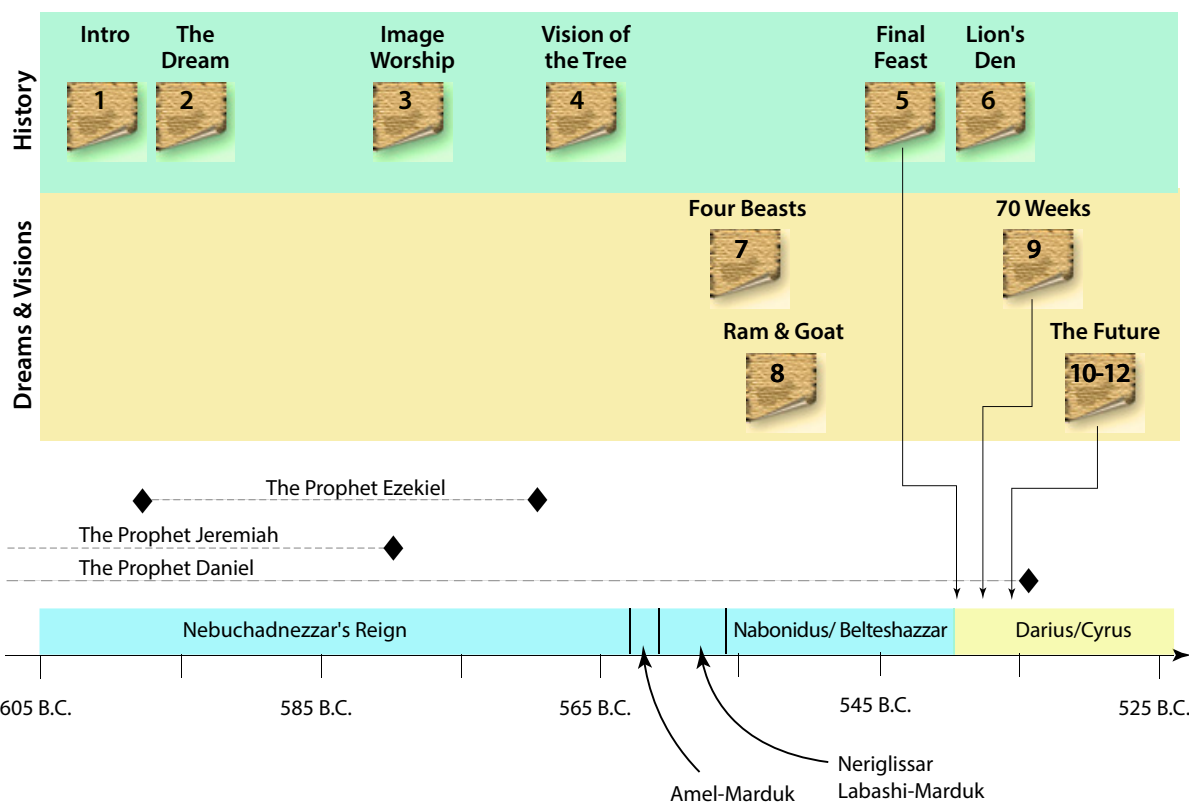 History
Intro
The
Dream
Image
Worship
Vision of
the Tree
Final
Feast
Lion's
Den
1
2
3
4
5
6
Dreams & Visions
Four Beasts
70 Weeks
7
9
Ram & Goat
The Future
8
10-12
The Prophet Ezekiel
The Prophet Jeremiah
The Prophet Daniel
Nebuchadnezzar's Reign
Nabonidus/ Belteshazzar
Darius/Cyrus
605 B.C.
585 B.C.
565 B.C.
545 B.C.
525 B.C.
Amel-Marduk
Neriglissar
Labashi-Marduk